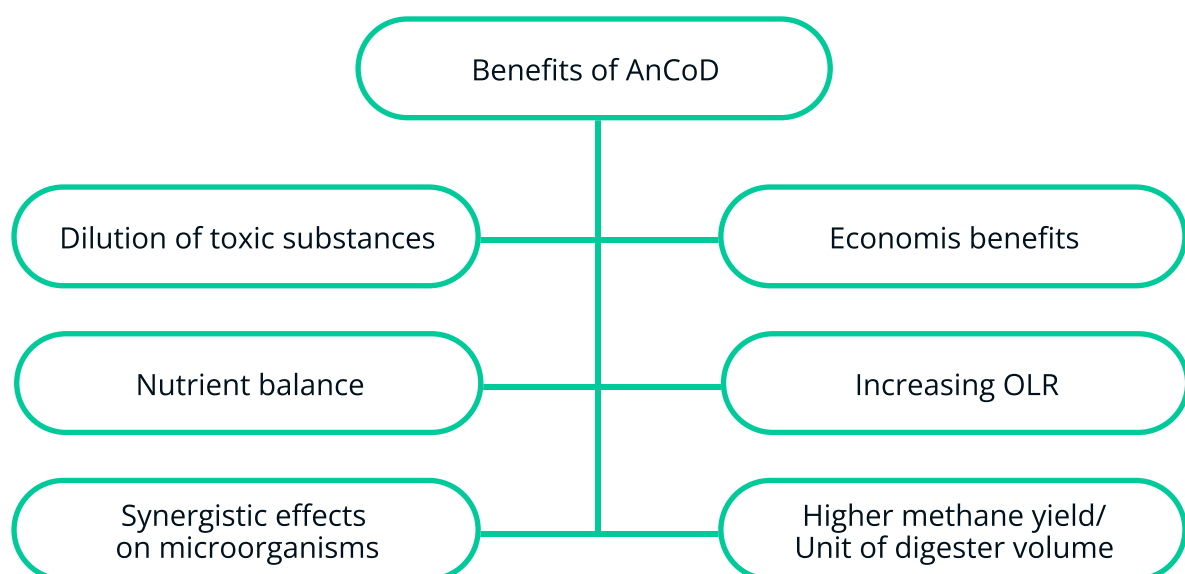 Benefits of AnCoD
Dilution of toxic substances
Economis benefits
Nutrient balance
Increasing OLR
Synergistic effects
on microorganisms
Higher methane yield/
Unit of digester volume